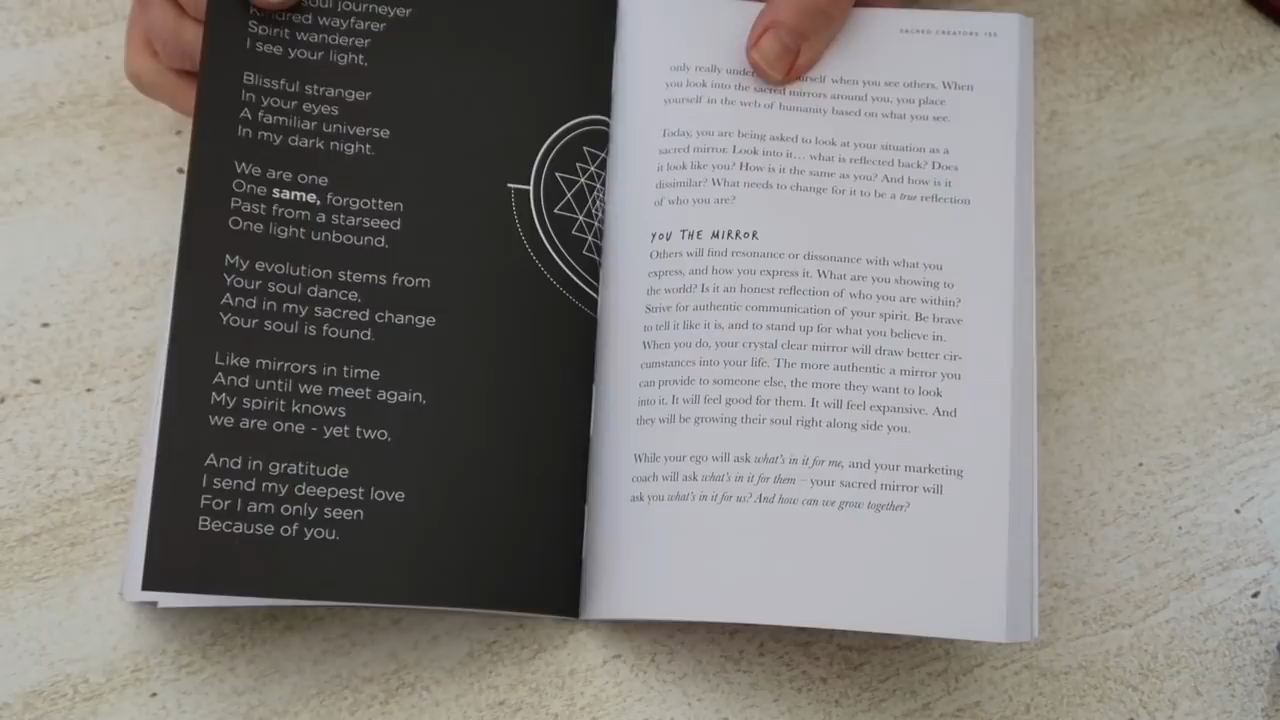 soul journeyer
Kindred wayfarer
Spirit wanderer
I see your light,
Blissful stranger
In your eyes
A familiar universe
In my dark night.
We are one
One same, forgotten
Past from a starseed
One light unbound.
My evolution stems from
Your soul dance,
And in my sacred change
Your soul is found.
Like mirrors in time
And until we meet again,
My spirit knows
we are one - yet two,
And in gratitude
I send my deepest love
For I am only seen
Because of you.
SACRED CREATORS
only really when you see others. When
you look into the sacred mirrors around you, you place
yourself in the web of humanity based on what you see.
Today, you are being asked to look at your situation as a
sacred mirror. Look into it... what is reflected back? Does
it look like you? How is it the same as you? And how is it
dissimilar? What needs to change for it to be a true reflection
of who you are?
YOU THE MIRROR
Others will find resonance or dissonance with what you
express, and how you express it. What are you showing to
the world? Is it an honest reflection of who you are within?
Strive for authentic communication of your spirit. Be brave
to tell it like it is, and to stand up for what you believe in.
When you do, your crystal clear mirror will draw better cir-
cumstances into your life. The more authentic a mirror you
can provide to someone else, the more they want to look
into it. It will feel good for them. It will feel expansive. And
they will be growing their soul right along side you.
While your ego will ask what's in it for me, and your marketing
coach will ask what's in it for them – your sacred mirror will
ask you what's in it for us? And how can we grow together?